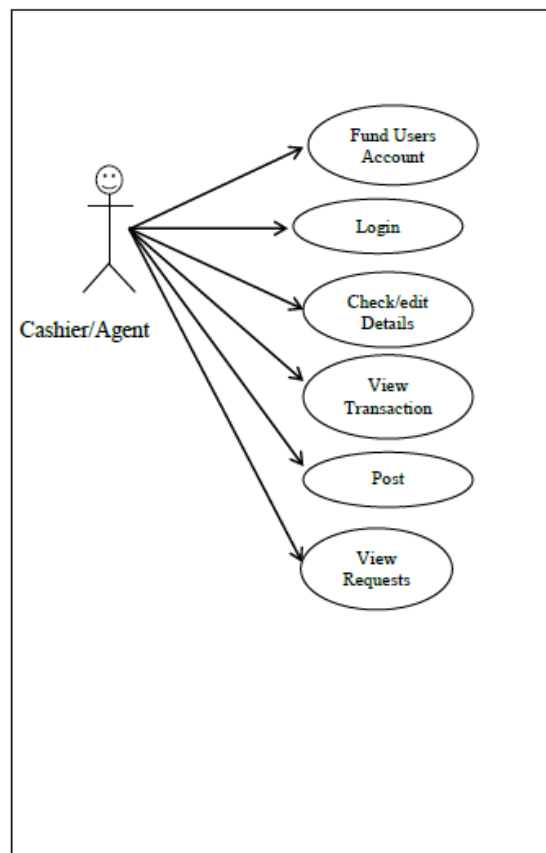 Fund Users
Account
Login
Check/edit
Details
Cashier/Agent
View
Transaction
Post
View
Requests